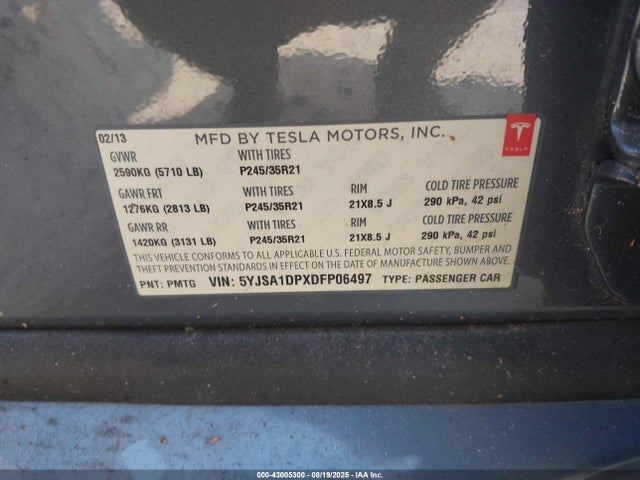 02/13 MFD BY TESLA MOTORS, INC. TESLA
GVWR WITH TIRES
2590KG (5710 LB) P245/35R21
GAWR FRT WITH TIRES RIM COLD TIRE PRESSURE
1276KG (2813 LB) P245/35R21 21X8.5 J 290 kPa, 42 psi
GAWR RR WITH TIRES RIM COLD TIRE PRESSURE
1420KG (3131 LB) P245/35R21 21X8.5 J 290 kPa, 42 psi
THIS VEHICLE CONFORMS TO ALL APPLICABLE U.S. FEDERAL MOTOR SAFETY, BUMPER AND
THEFT PREVENTION STANDARDS IN EFFECT ON THE DATE OF MANUFACTURE SHOWN ABOVE.
PNT: PMTG VIN: 5YJSA1DPXDFP06497 TYPE: PASSENGER CAR
000-43005300 - 08/19/2025 - IAAI.COM